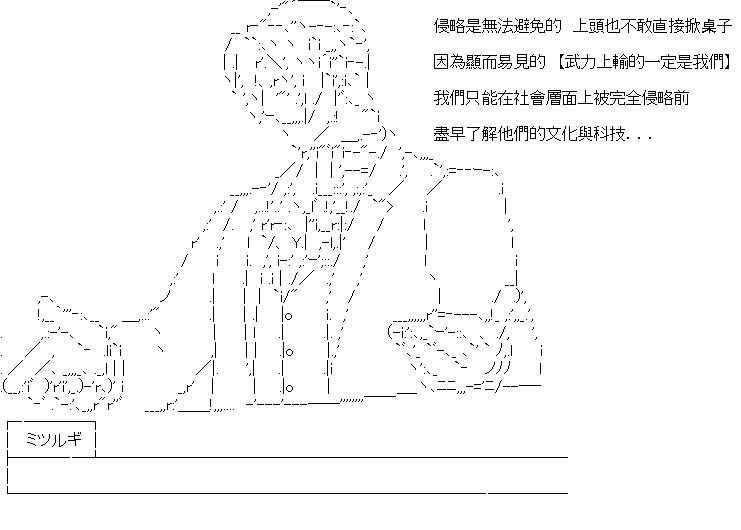 侵略是無法避免的 上頭也不敢直接掀桌子
因為顯而易見的 【武力上輸的一定是我們】
我們只能在社會層面上被完全侵略前
盡早了解他們的文化與科技...
ミツルギ